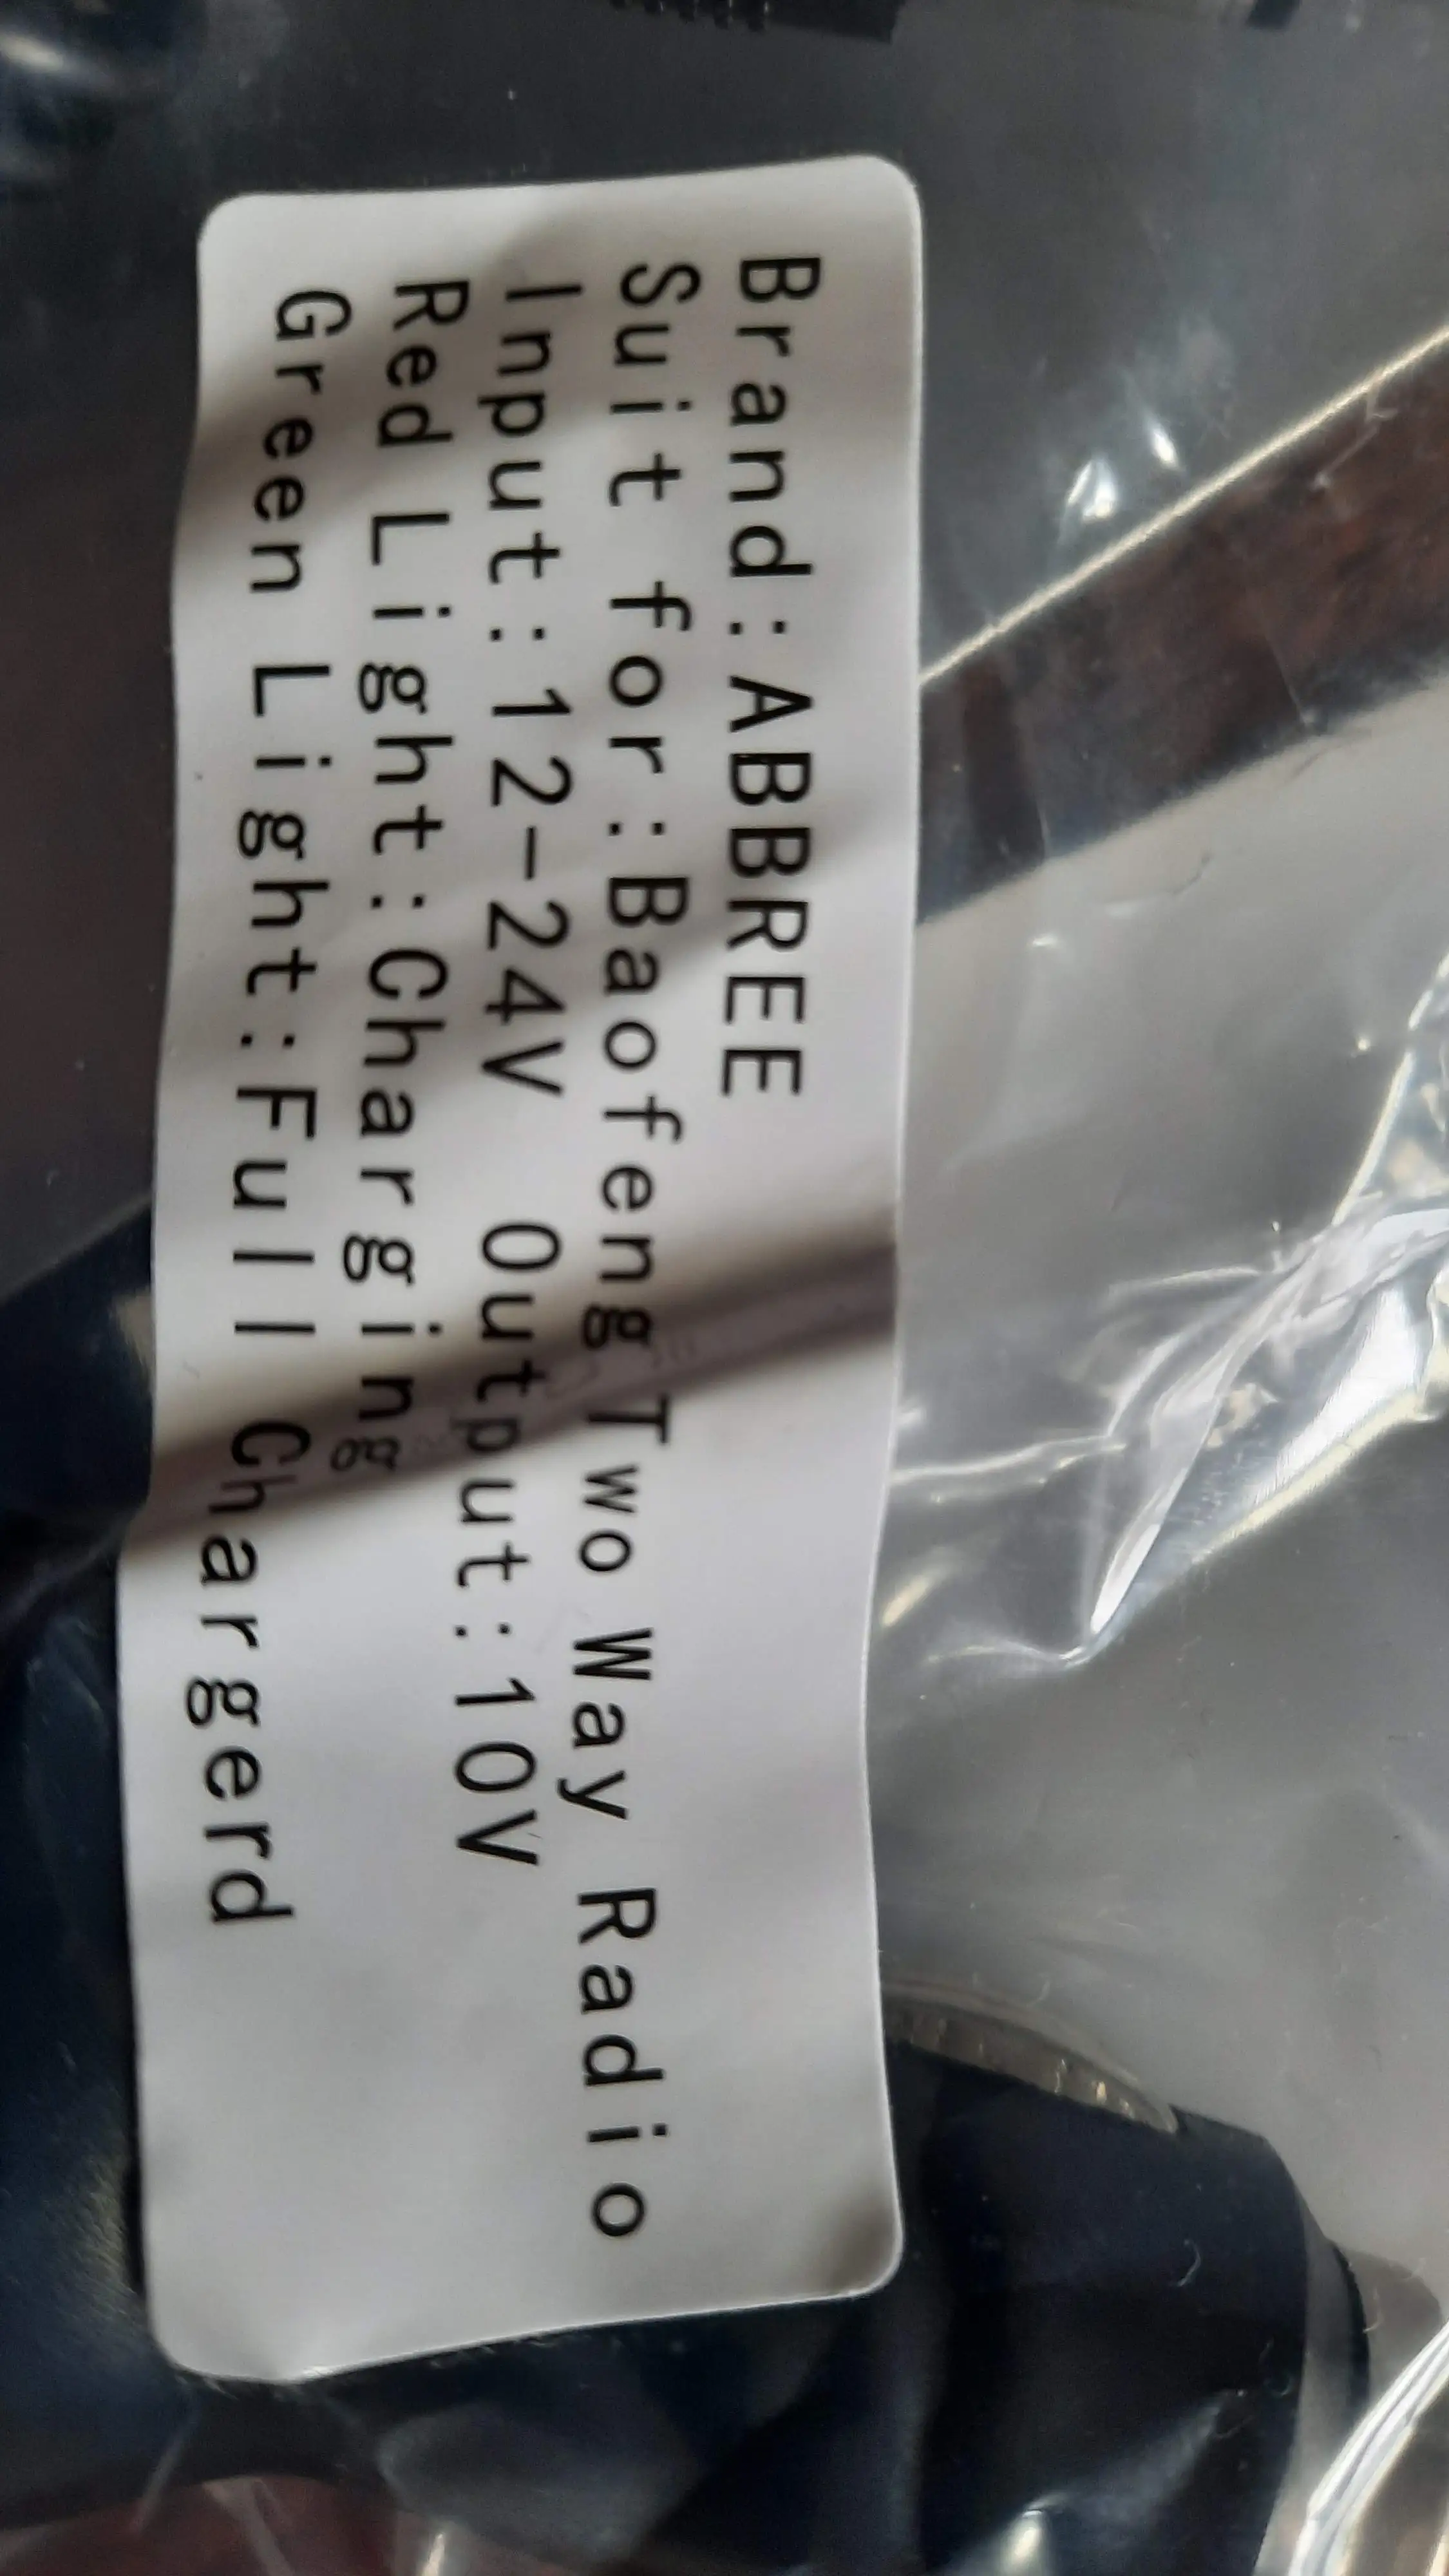 Brand:ABBREE
Suit for:Baofeng Two Way Radio
Input:12-24V Output:10V
Red Light:Charging
Green Light:Full Chargerd